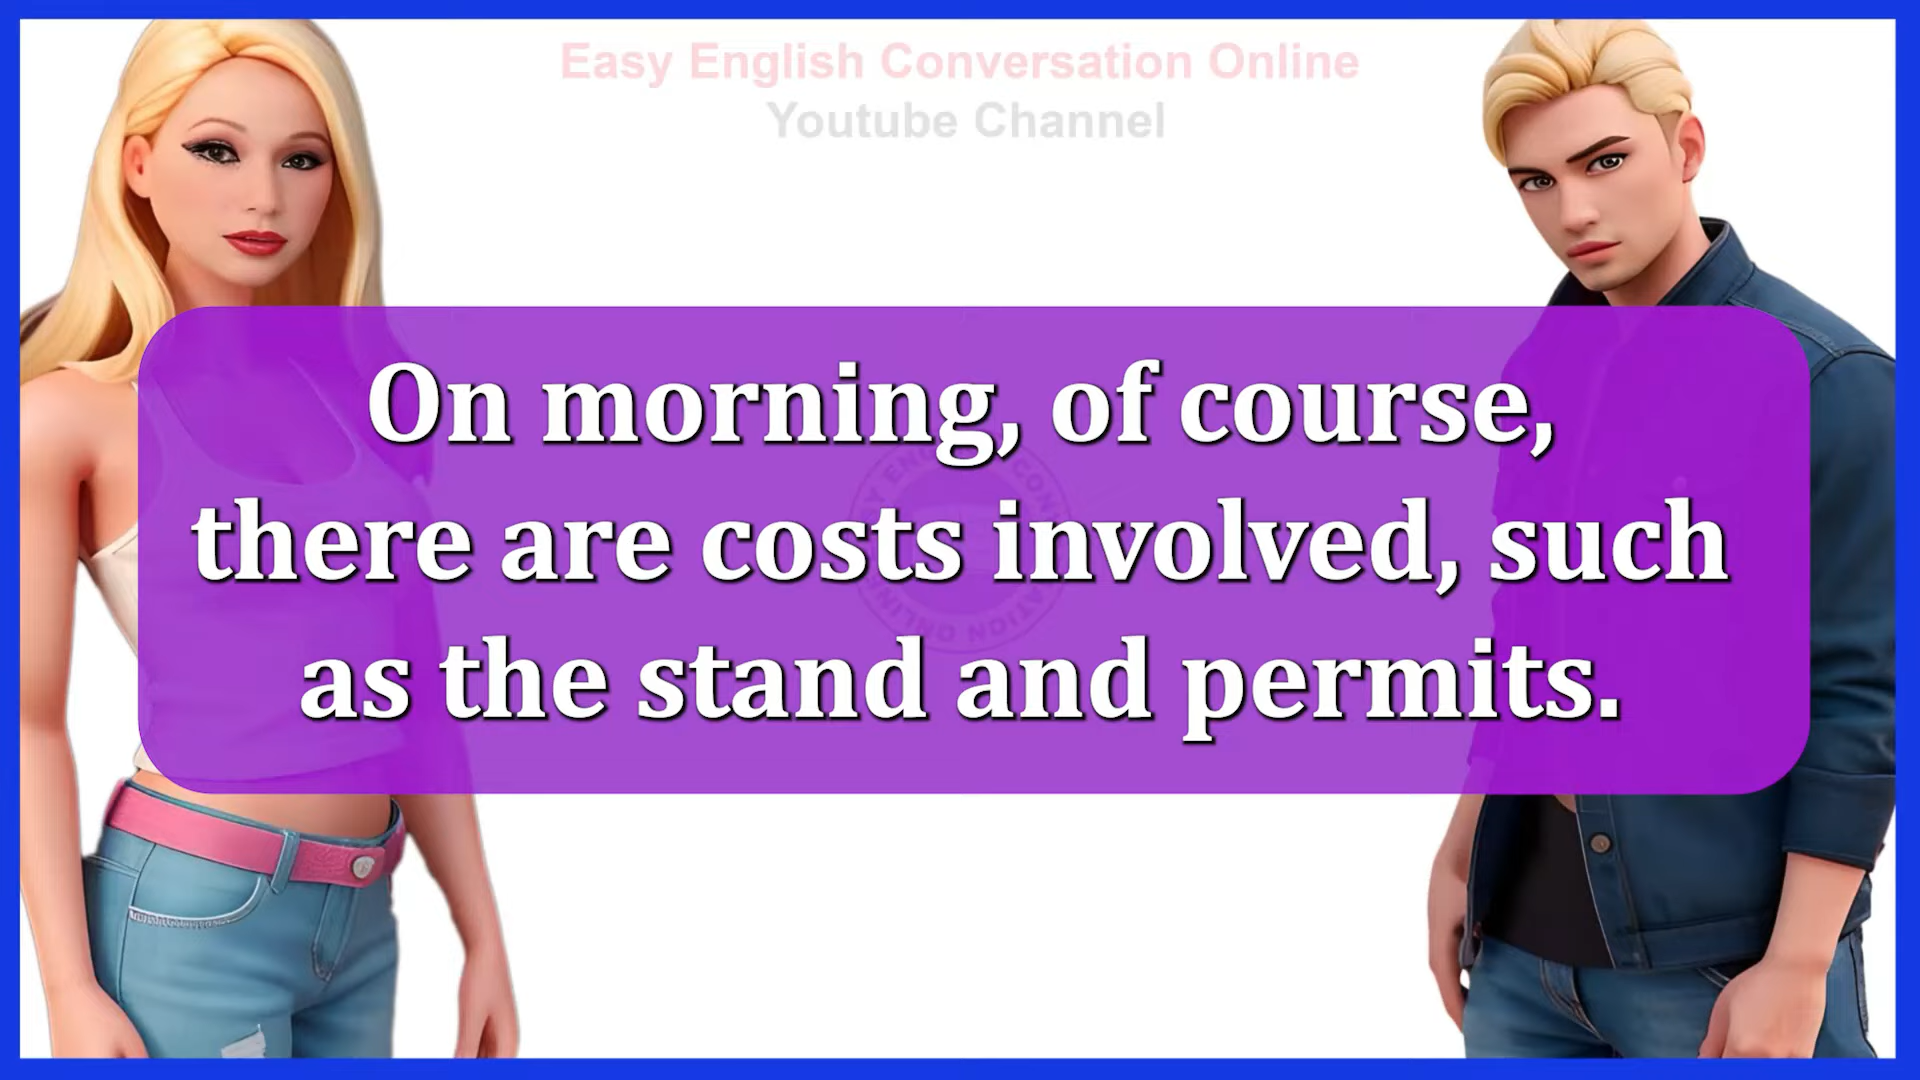 Easy English Conversation Online
Youtube Channel
On morning, of course,
there are costs involved, such
as the stand and permits.